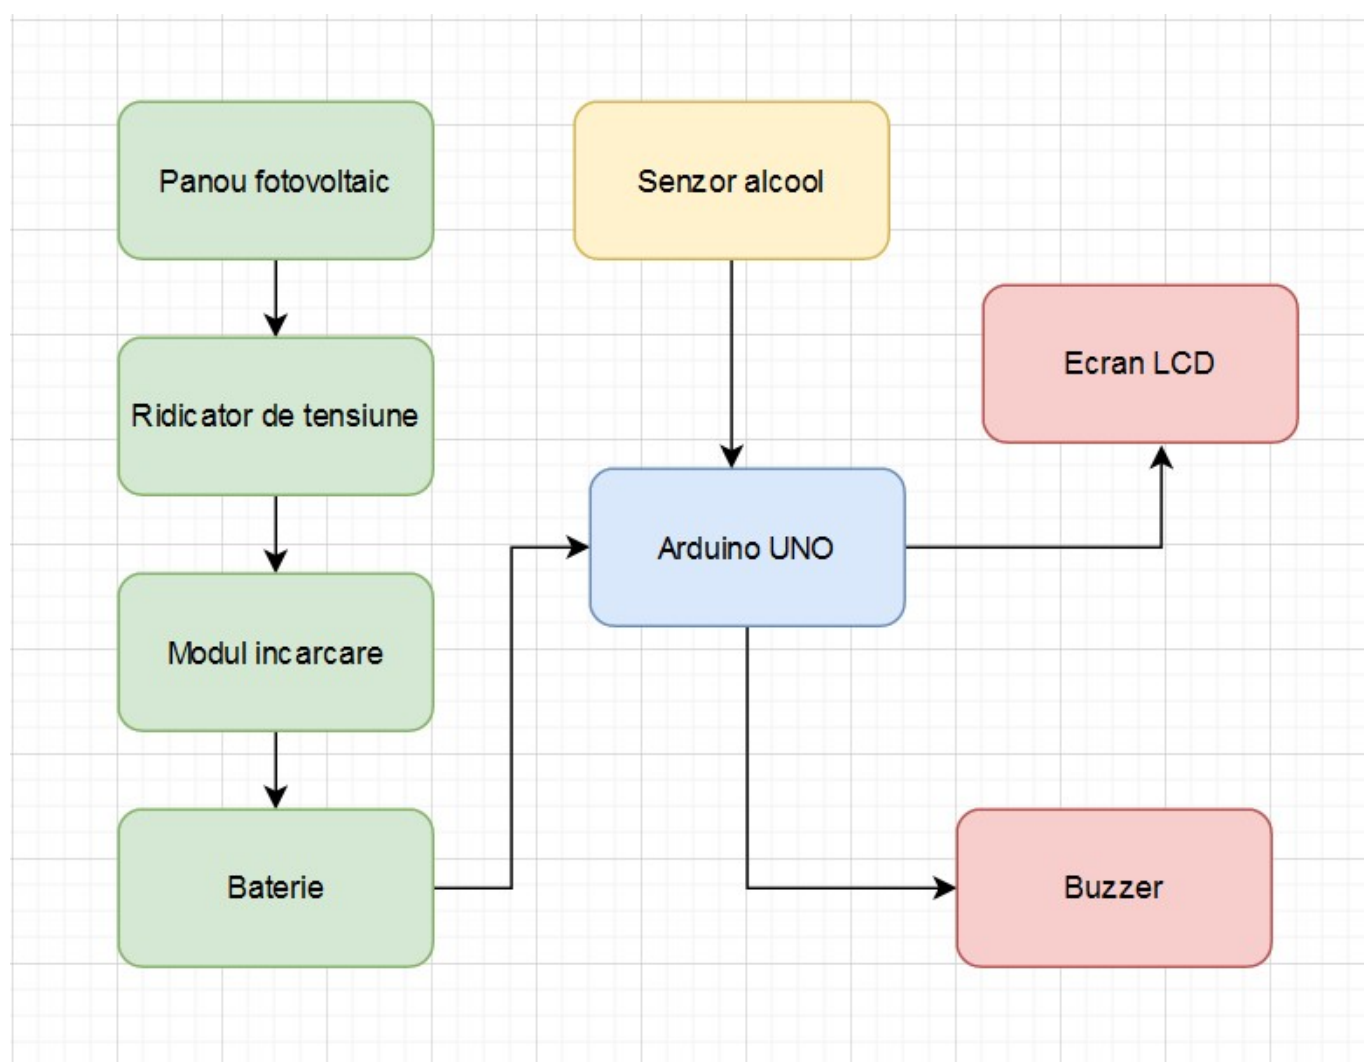 Panou fotovoltaic
Senzor alcool
Ecran LCD
Ridicator de tensiune
Arduino UNO
Modul incarcare
Baterie
Buzzer